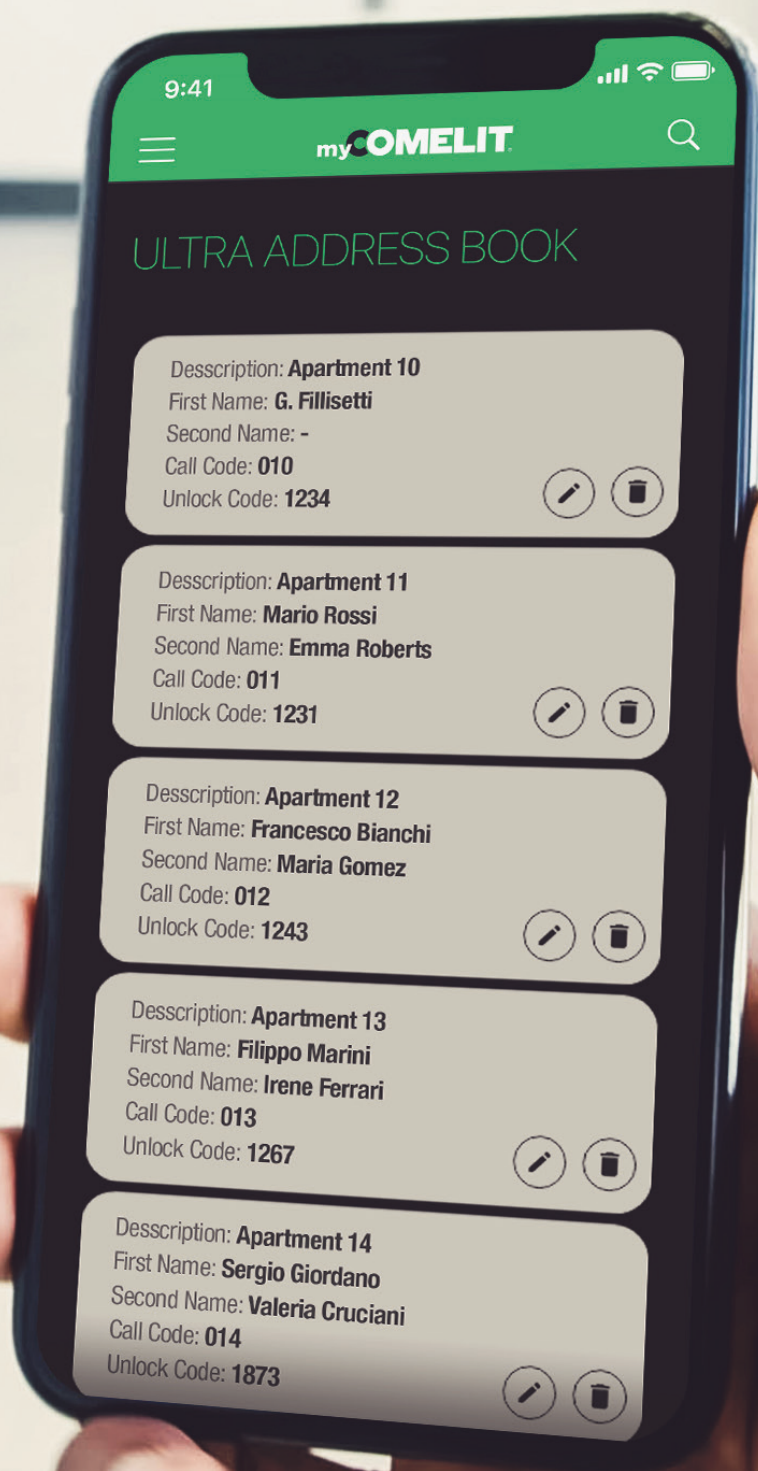 9:41
myCOMELIT
ULTRA ADDRESS BOOK
Desscription: Apartment 10
First Name: G. Fillisetti
Second Name: -
Call Code: 010
Unlock Code: 1234
Desscription: Apartment 11
First Name: Mario Rossi
Second Name: Emma Roberts
Call Code: 011
Unlock Code: 1231
Desscription: Apartment 12
First Name: Francesco Bianchi
Second Name: Maria Gomez
Call Code: 012
Unlock Code: 1243
Desscription: Apartment 13
First Name: Filippo Marini
Second Name: Irene Ferrari
Call Code: 013
Unlock Code: 1267
Desscription: Apartment 14
First Name: Sergio Giordano
Second Name: Valeria Cruciani
Call Code: 014
Unlock Code: 1873